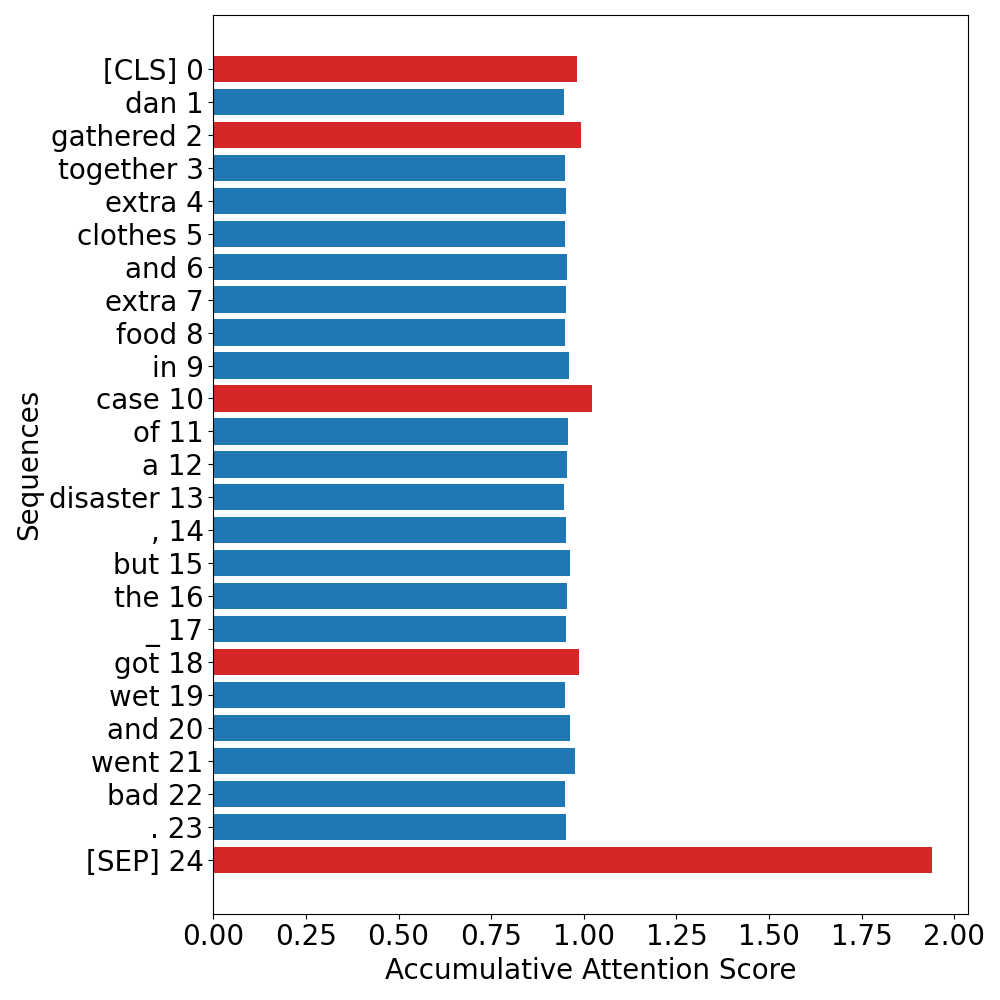 [CLS] 0
dan 1
gathered 2
together 3
extra 4
clothes 5
and 6
extra 7
food 8
in 9
case 10
of 11
a 12
disaster 13
, 14
but 15
the 16
_ 17
got 18
wet 19
and 20
went 21
bad 22
. 23
[SEP] 24
Sequences
0.00 0.25 0.50 0.75 1.00 1.25 1.50 1.75 2.00
Accumulative Attention Score